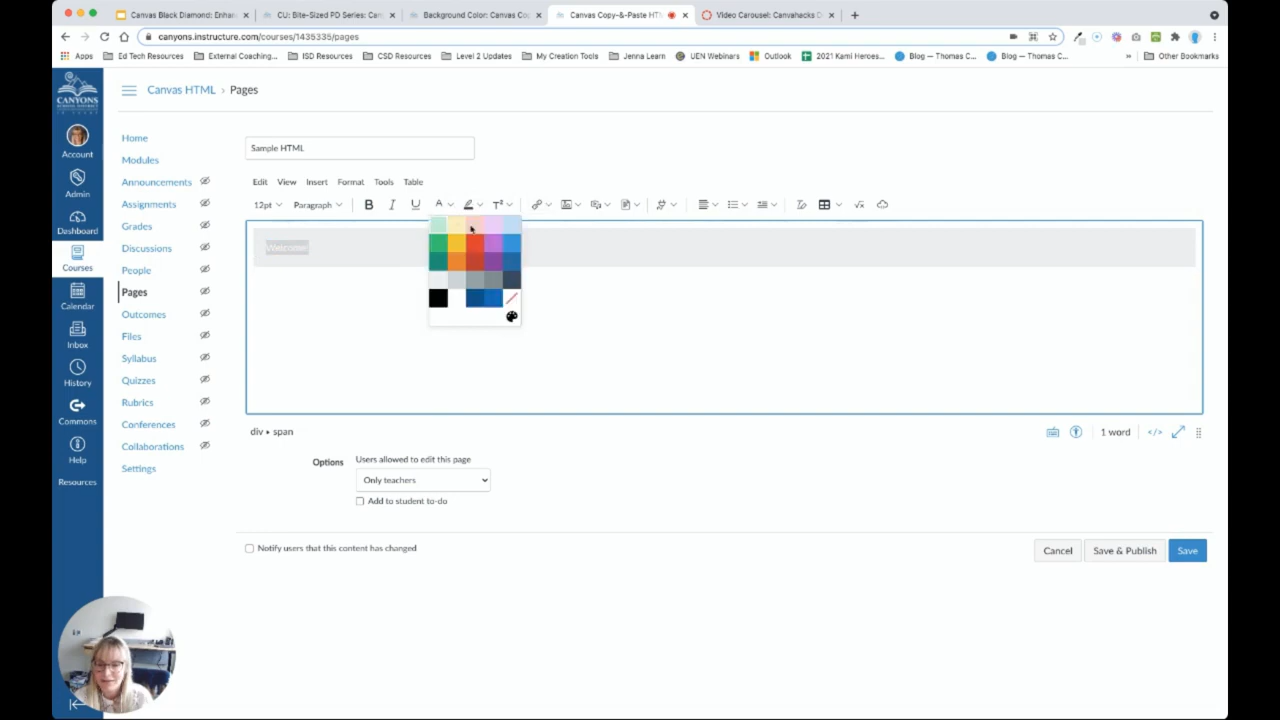 Canvas Black Diamond: Enhan
CU: Bite-Sized PD Series: Can
Background Color: Canvas Co
Canvas Copy-&-Paste HTM
Video Carousel: Canvahacks D
canyons.instructure.com/courses/1435335/pages
Apps
Ed Tech Resources
External Coaching...
ISD Resources
CSD Resources
Level 2 Updates
My Creation Tools
Jenna Learn
UEN Webinars
Outlook
2021 Kami Heroes...
Blog — Thomas C...
Blog — Thomas C...
»
Other Bookmarks
CANYONS
SCHOOL DISTRICT
Account
Admin
Dashboard
Courses
Calendar
Inbox
History
Commons
Help
Resources
Canvas HTML › Pages
Home
Modules
Announcements
Assignments
Grades
Discussions
People
Pages
Outcomes
Files
Syllabus
Quizzes
Rubrics
Conferences
Collaborations
Settings
Sample HTML
Edit View Insert Format Tools Table
12pt Paragraph B I U A T²
Welcome!
div ▸ span
1 word </>
Options
Users allowed to edit this page
Only teachers
Add to student to-do
Notify users that this content has changed
Cancel
Save & Publish
Save